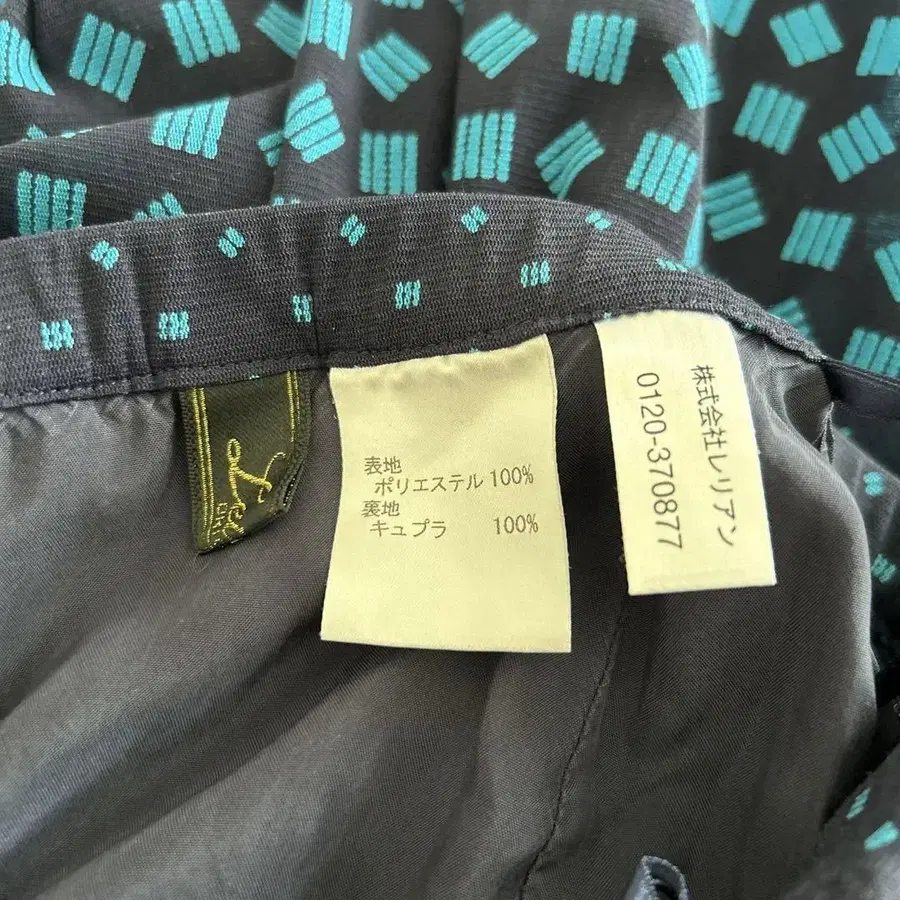 表地
ポリエステル 100%
裏地
キュプラ 100%
株式会社レリアン
0120-370877